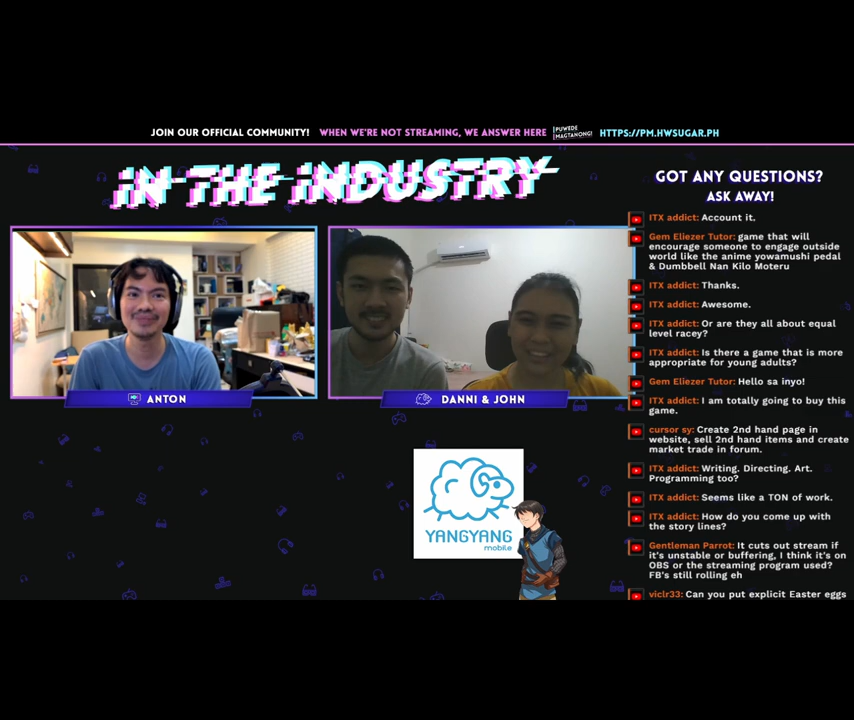 JOIN OUR OFFICIAL COMMUNITY! WHEN WE'RE NOT STREAMING, WE ANSWER HERE PUWEDE MAGTANONG! HTTPS://PM.HWSUGAR.PH
IN THE INDUSTRY
GOT ANY QUESTIONS?
ASK AWAY!
ITX addict: Account it.
Gem Eliezer Tutor: game that will
encourage someone to engage outside
world like the anime yowamushi pedal
& Dumbbell Nan Kilo Moteru
ITX addict: Thanks.
ITX addict: Awesome.
ITX addict: Or are they all about equal
level racey?
ITX addict: Is there a game that is more
appropriate for young adults?
Gem Eliezer Tutor: Hello sa inyo!
ITX addict: I am totally going to buy this
game.
cursor sy: Create 2nd hand page in
website, sell 2nd hand items and create
market trade in forum.
ITX addict: Writing. Directing. Art.
Programming too?
ITX addict: Seems like a TON of work.
ITX addict: How do you come up with
the story lines?
Gentleman Parrot: It cuts out stream if
it's unstable or buffering, I think it's on
OBS or the streaming program used?
FB's still rolling eh
viclr33: Can you put explicit Easter eggs
ANTON
DANNI & JOHN
YANGYANG
mobile